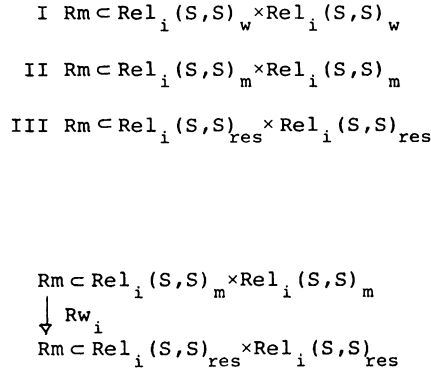 I Rm ⊂ Rel_i(S,S)_w × Rel_i(S,S)_w
II Rm ⊂ Rel_i(S,S)_m × Rel_i(S,S)_m
III Rm ⊂ Rel_i(S,S)_res × Rel_i(S,S)_res
Rm ⊂ Rel_i(S,S)_m × Rel_i(S,S)_m
↓ Rw_i
Rm ⊂ Rel_i(S,S)_res × Rel_i(S,S)_res